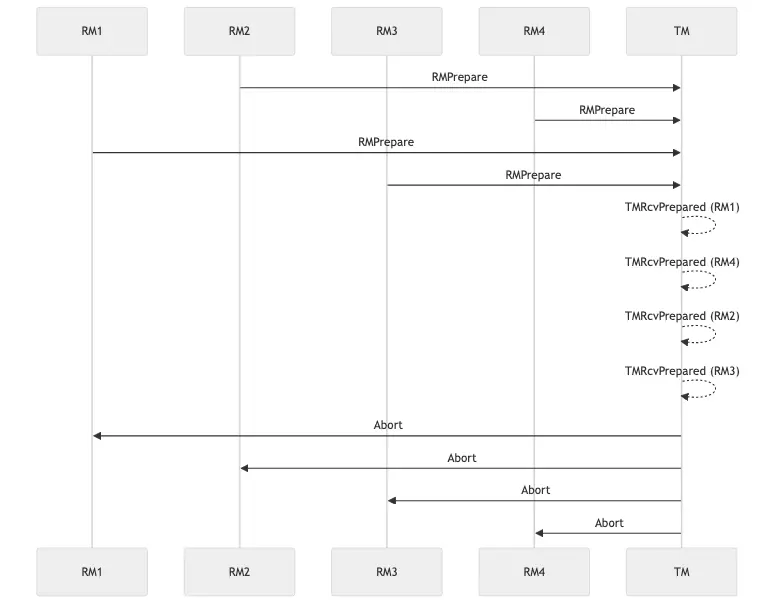 RM1
RM2
RM3
RM4
TM
RMPrepare
RMPrepare
RMPrepare
RMPrepare
TMRcvPrepared (RM1)
TMRcvPrepared (RM4)
TMRcvPrepared (RM2)
TMRcvPrepared (RM3)
Abort
Abort
Abort
Abort
RM1
RM2
RM3
RM4
TM